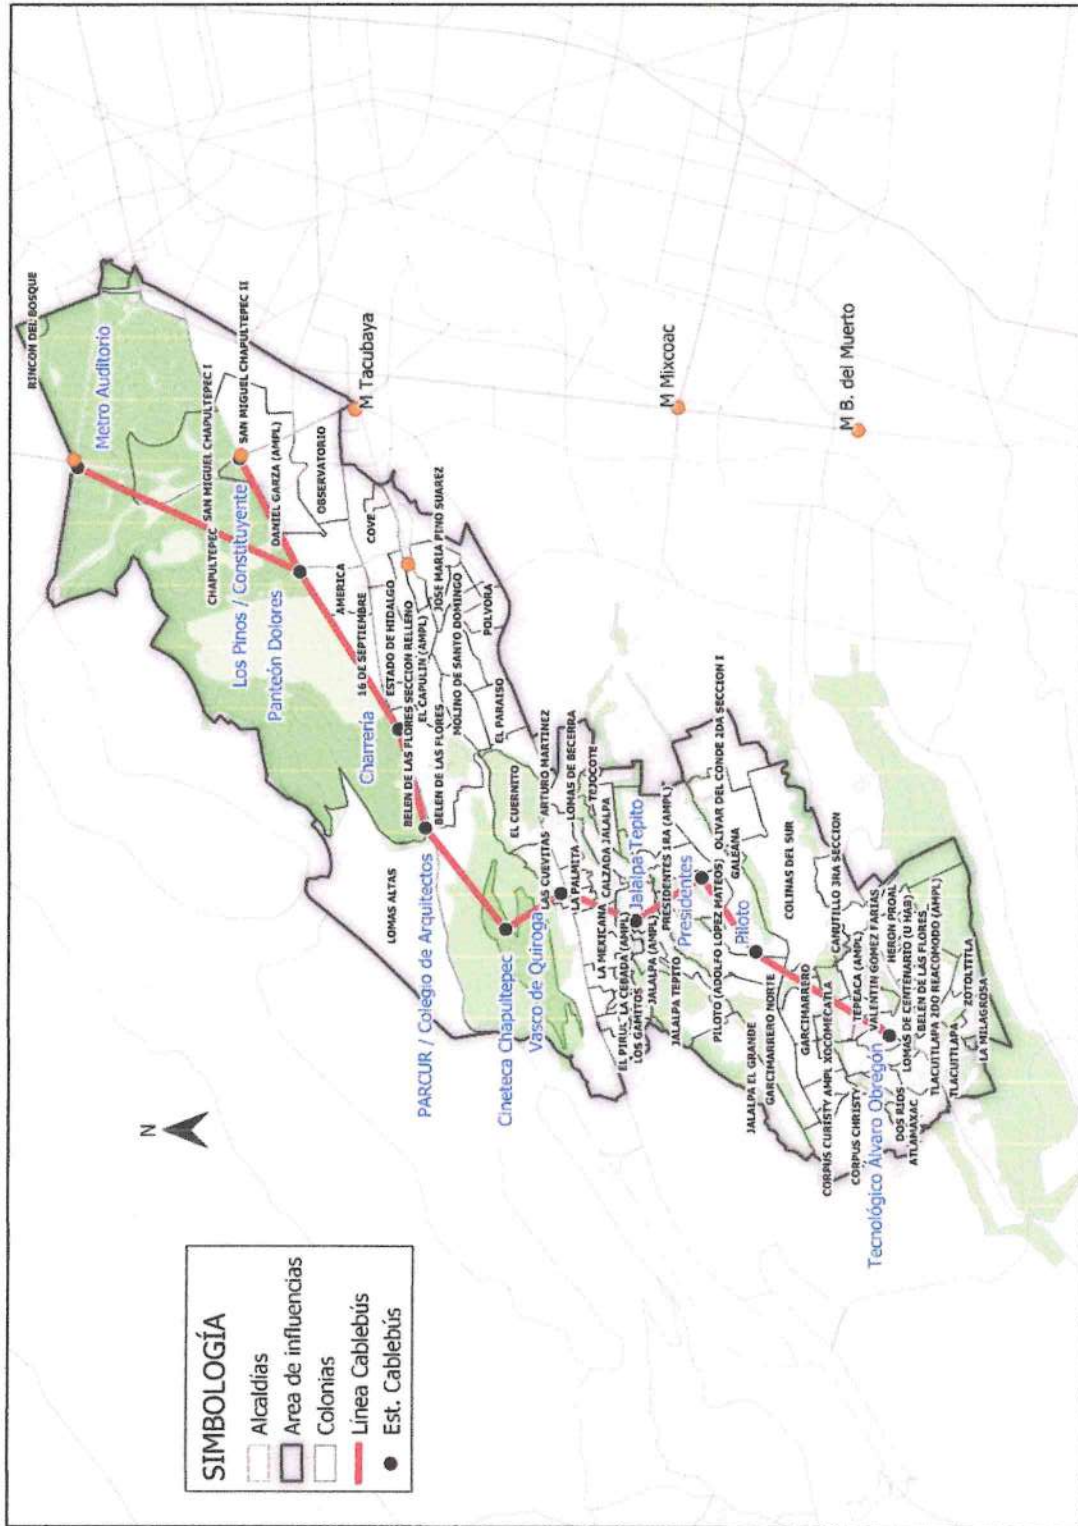 SIMBOLOGÍA
Alcaldías
Area de influencias
Colonias
Línea Cablebús
Est. Cablebús
N
RINCON DEL BOSQUE
Metro Auditorio
CHAPULTEPEC
SAN MIGUEL CHAPULTEPEC I
SAN MIGUEL CHAPULTEPEC II
Los Pinos / Constituyente
DANIEL GARZA (AMPL)
Panteón Dolores
OBSERVATORIO
M Tacubaya
AMERICA
COVE
16 DE SEPTIEMBRE
Charrería
ESTADO DE HIDALGO
BELEN DE LAS FLORES SECCION RELLENO
EL CAPULIN (AMPL)
JOSE MARIA PINO SUAREZ
BELEN DE LAS FLORES
MOLINO DE SANTO DOMINGO
POLVORA
EL PARAISO
LOMAS ALTAS
PARCUR / Colegio de Arquitectos
Cineteca Chapultepec
EL CUERNITO
Vasco de Quiroga
LAS CUEVITAS
ARTURO MARTINEZ
LA PALMITA
LOMAS DE BECERRA
TEJOCOTE
LA MEXICANA
CALZADA JALALPA
EL PIRUL
LA CEBADA (AMPL)
LOS GAMITOS
Jalalpa Tepito
JALALPA (AMPL)
JALALPA TEPITO
PRESIDENTES 1RA (AMPL)
Presidentes
M Mixcoac
PILOTO (ADOLFO LOPEZ MATEOS)
OLIVAR DEL CONDE 2DA SECCION I
GALEANA
Piloto
JALALPA EL GRANDE
GARCIMARRERO NORTE
COLINAS DEL SUR
GARCIMARRERO
M B. del Muerto
CORPUS CURISTY AMPL XOCOMECATLA
CANUTILLO 3RA SECCION
CORPUS CHRISTY
TEPEACA (AMPL)
VALENTIN GOMEZ FARIAS
Tecnológico Álvaro Obregón
HERON PROAL
DOS RIOS
LOMAS DE CENTENARIO (U HAB)
ATLAMAXAC
BELEN DE LAS FLORES
TLACUITLAPA 2DO REACOMODO (AMPL)
TLACUITLAPA
ZOTOLTITLA
LA MILAGROSA